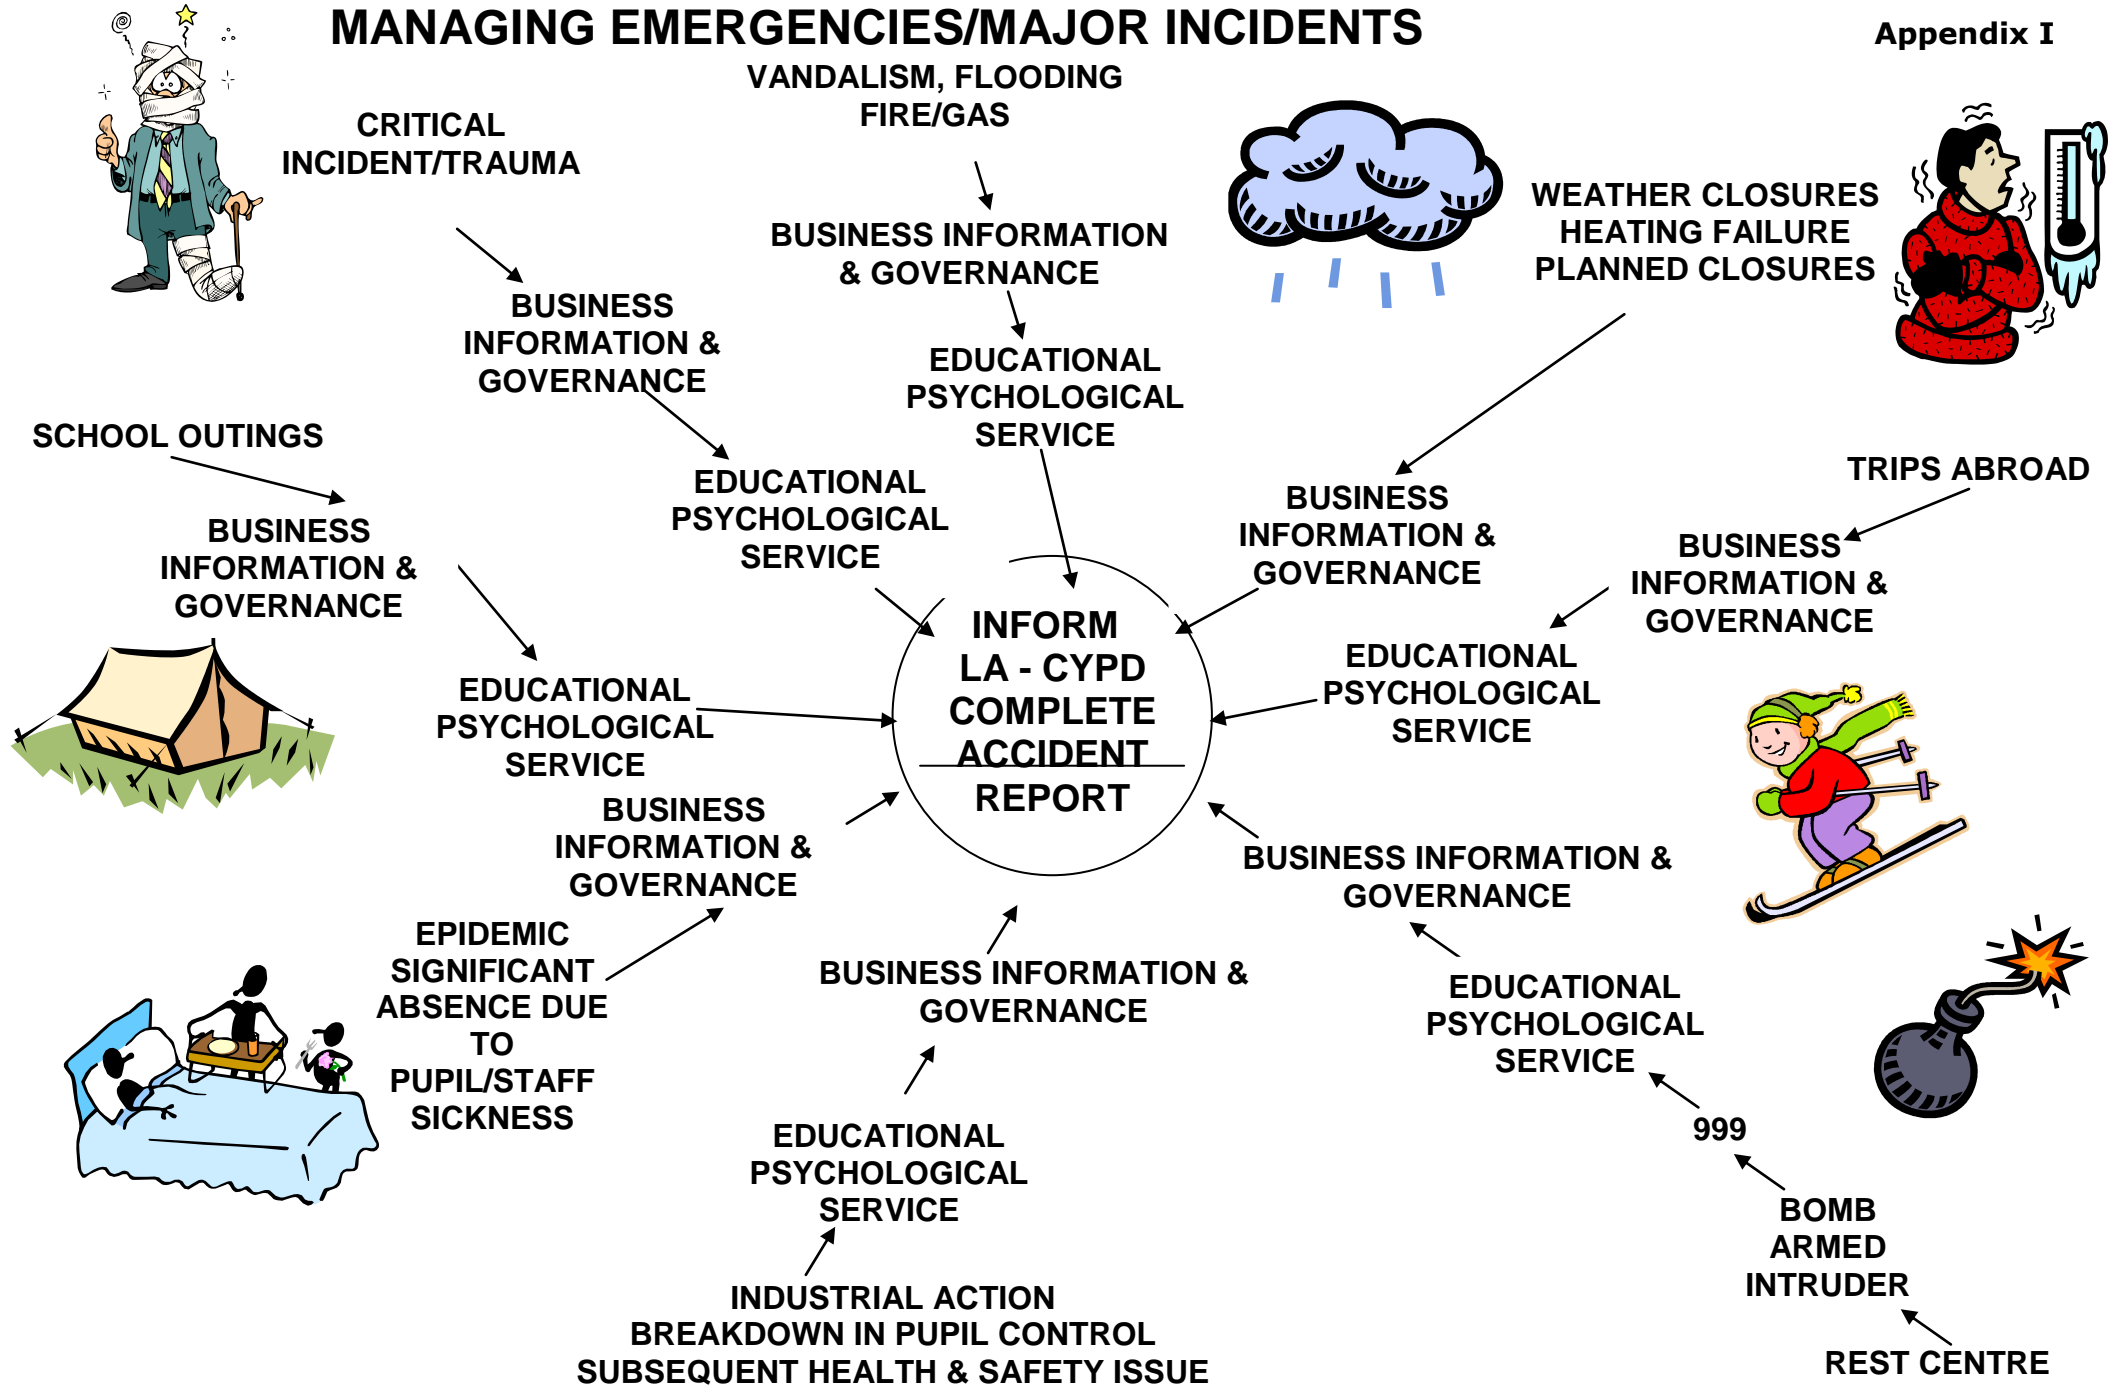 MANAGING EMERGENCIES/MAJOR INCIDENTS
Appendix I
VANDALISM, FLOODING
FIRE/GAS
CRITICAL
INCIDENT/TRAUMA
WEATHER CLOSURES
HEATING FAILURE
PLANNED CLOSURES
BUSINESS INFORMATION
& GOVERNANCE
BUSINESS
INFORMATION &
GOVERNANCE
EDUCATIONAL
PSYCHOLOGICAL
SERVICE
SCHOOL OUTINGS
TRIPS ABROAD
EDUCATIONAL
PSYCHOLOGICAL
SERVICE
BUSINESS
INFORMATION &
GOVERNANCE
BUSINESS
INFORMATION &
GOVERNANCE
BUSINESS
INFORMATION &
GOVERNANCE
INFORM
LA - CYPD
COMPLETE
ACCIDENT
REPORT
EDUCATIONAL
PSYCHOLOGICAL
SERVICE
EDUCATIONAL
PSYCHOLOGICAL
SERVICE
BUSINESS
INFORMATION &
GOVERNANCE
BUSINESS INFORMATION &
GOVERNANCE
EPIDEMIC
SIGNIFICANT
ABSENCE DUE
TO
PUPIL/STAFF
SICKNESS
BUSINESS INFORMATION &
GOVERNANCE
EDUCATIONAL
PSYCHOLOGICAL
SERVICE
999
EDUCATIONAL
PSYCHOLOGICAL
SERVICE
BOMB
ARMED
INTRUDER
INDUSTRIAL ACTION
BREAKDOWN IN PUPIL CONTROL
SUBSEQUENT HEALTH & SAFETY ISSUE
REST CENTRE